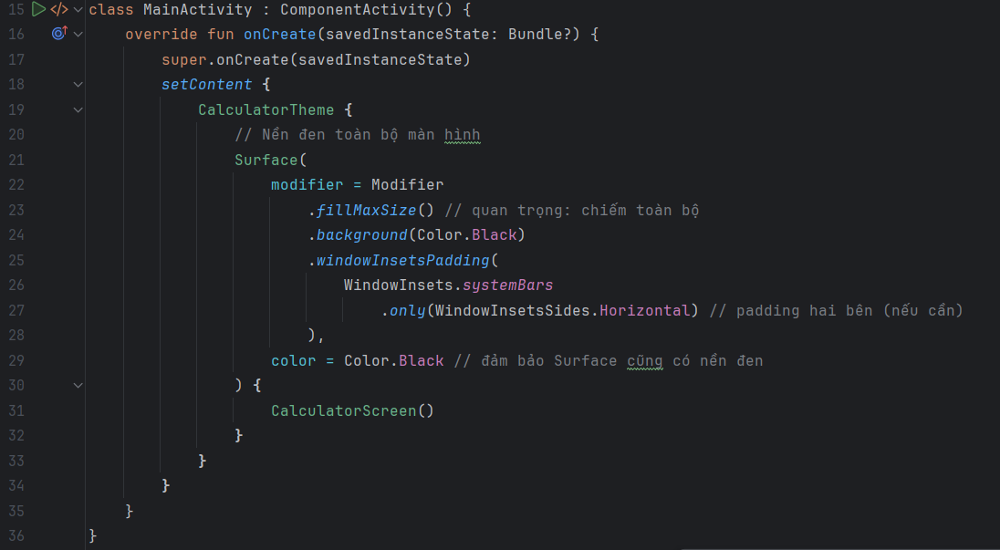 15 </> class MainActivity : ComponentActivity() {
16 override fun onCreate(savedInstanceState: Bundle?) {
17 super.onCreate(savedInstanceState)
18 setContent {
19 CalculatorTheme {
20 // Nền đen toàn bộ màn hình
21 Surface(
22 modifier = Modifier
23 .fillMaxSize() // quan trọng: chiếm toàn bộ
24 .background(Color.Black)
25 .windowInsetsPadding(
26 WindowInsets.systemBars
27 .only(WindowInsetsSides.Horizontal) // padding hai bên (nếu cần)
28 ),
29 color = Color.Black // đảm bảo Surface cũng có nền đen
30 ) {
31 CalculatorScreen()
32 }
33 }
34 }
35 }
36 }